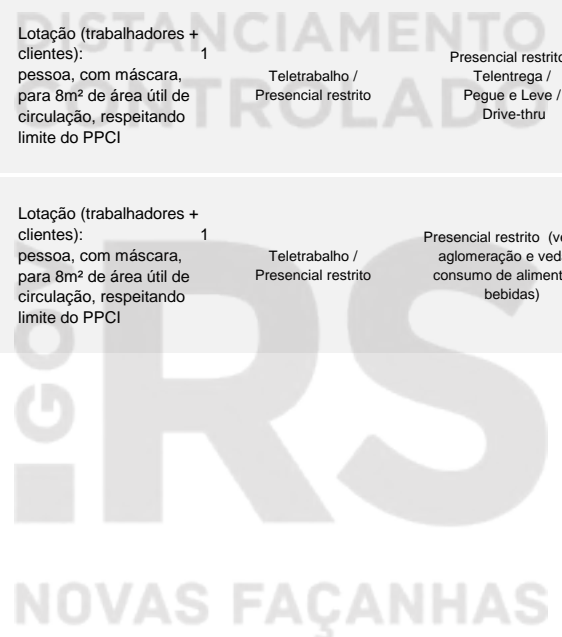 DISTANCIAMENTO
CONTROLADO
Lotação (trabalhadores +
clientes): 1
pessoa, com máscara,
para 8m² de área útil de
circulação, respeitando
limite do PPCI
Teletrabalho /
Presencial restrito
Presencial restrito
Telentrega /
Pegue e Leve /
Drive-thru
Lotação (trabalhadores +
clientes): 1
pessoa, com máscara,
para 8m² de área útil de
circulação, respeitando
limite do PPCI
Teletrabalho /
Presencial restrito
Presencial restrito
aglomeração e
consumo de
bebidas)
GOV
RS
NOVAS FAÇANHAS